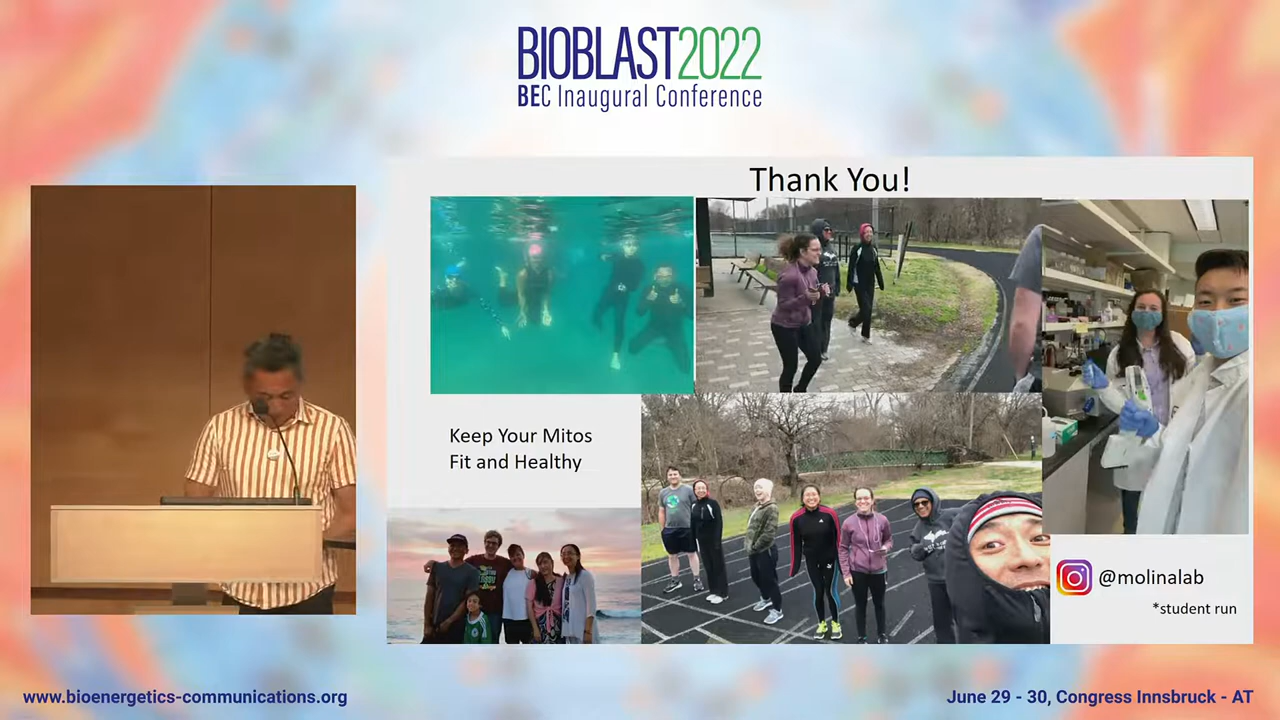 BIOBLAST2022
BEC Inaugural Conference
Thank You!
Keep Your Mitos
Fit and Healthy
@molinalab
*student run
www.bioenergetics-communications.org
June 29 - 30, Congress Innsbruck - AT